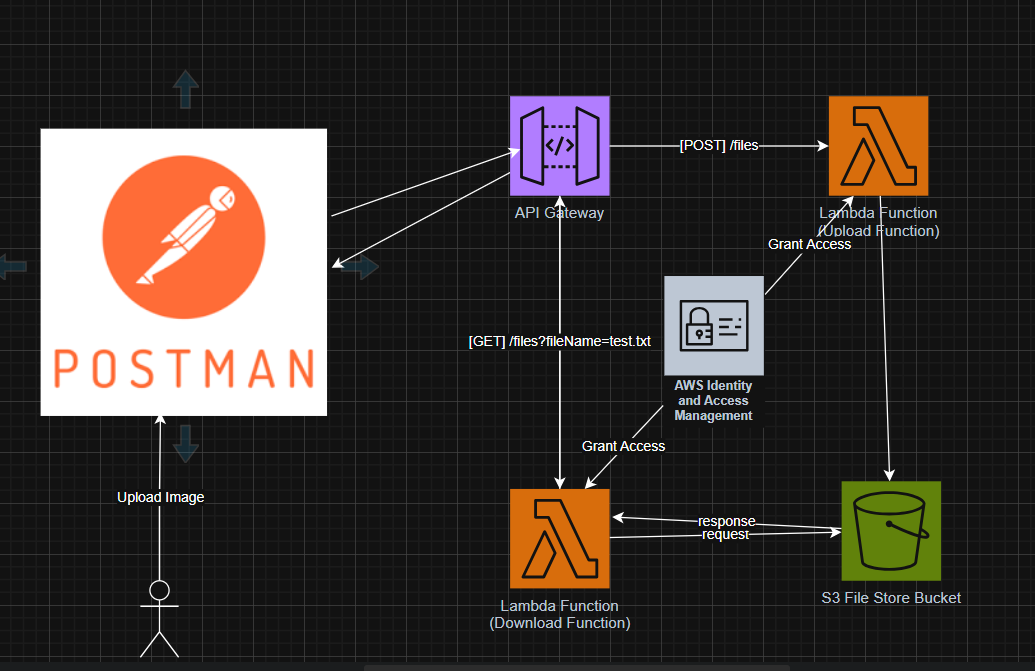 POSTMAN
Upload Image
API Gateway
[POST] /files
Lambda Function
(Upload Function)
Grant Access
[GET] /files?fileName=test.txt
AWS Identity
and Access
Management
Grant Access
response
request
Lambda Function
(Download Function)
S3 File Store Bucket